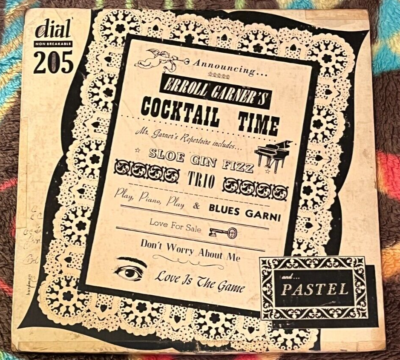 dial
NON BREAKABLE
205
Announcing...
ERROLL GARNER'S
COCKTAIL TIME
Mr. Garner's Repertoire includes...
SLOE GIN FIZZ
TRIO
Play, Piano, Play & BLUES GARNI
Love For Sale
Don't Worry About Me
Love Is The Game
and...
PASTEL